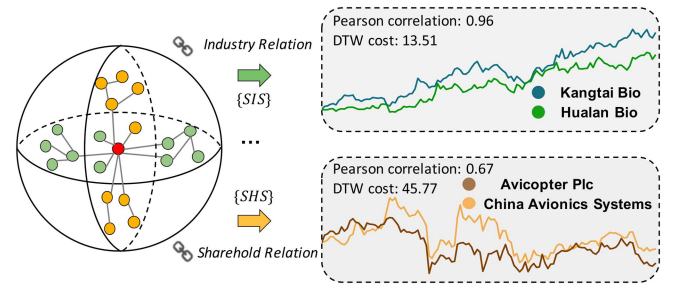 Industry Relation
{SIS}
...
{SHS}
Sharehold Relation
Pearson correlation: 0.96
DTW cost: 13.51
Kangtai Bio
Hualan Bio
Pearson correlation: 0.67
DTW cost: 45.77
Avicopter Plc
China Avionics Systems